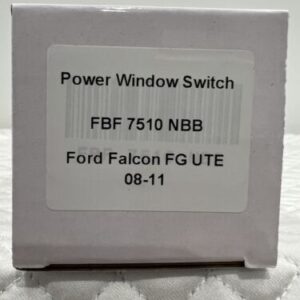 Power Window Switch
FBF 7510 NBB
Ford Falcon FG UTE
08-11